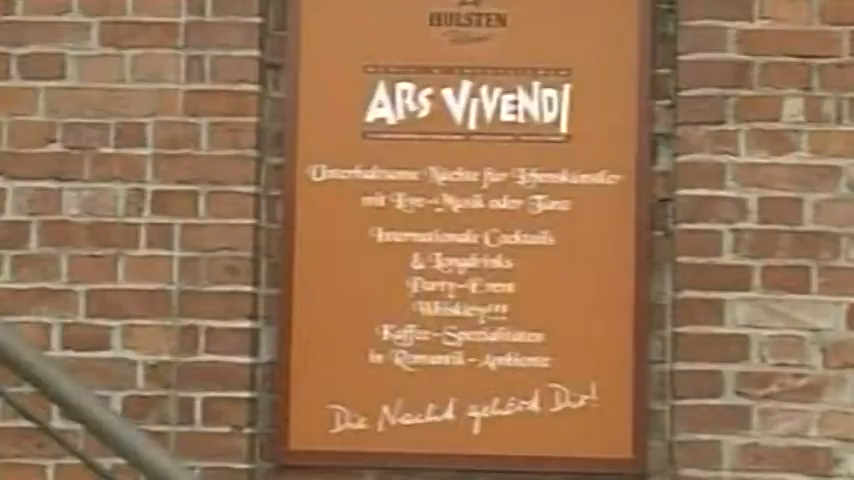 HOLSTEN
ARS VIVENDI
Unterhaltsame Nächte für Lebenskünstler
mit Live-Musik oder Tanz
Internationale Cocktails
& Longdrinks
Party-Event
Whiskey!!!
Kaffee-Spezialitäten
in Romantik-Ambiente
Die Nacht gehört Dir!